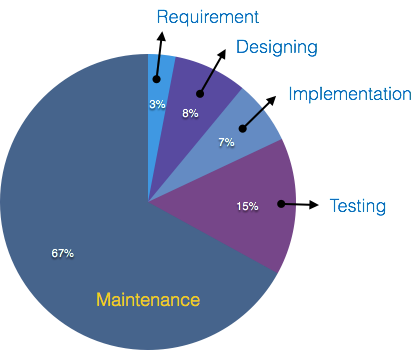 Requirement
Designing
Implementation
Testing
3%
8%
7%
15%
67%
Maintenance